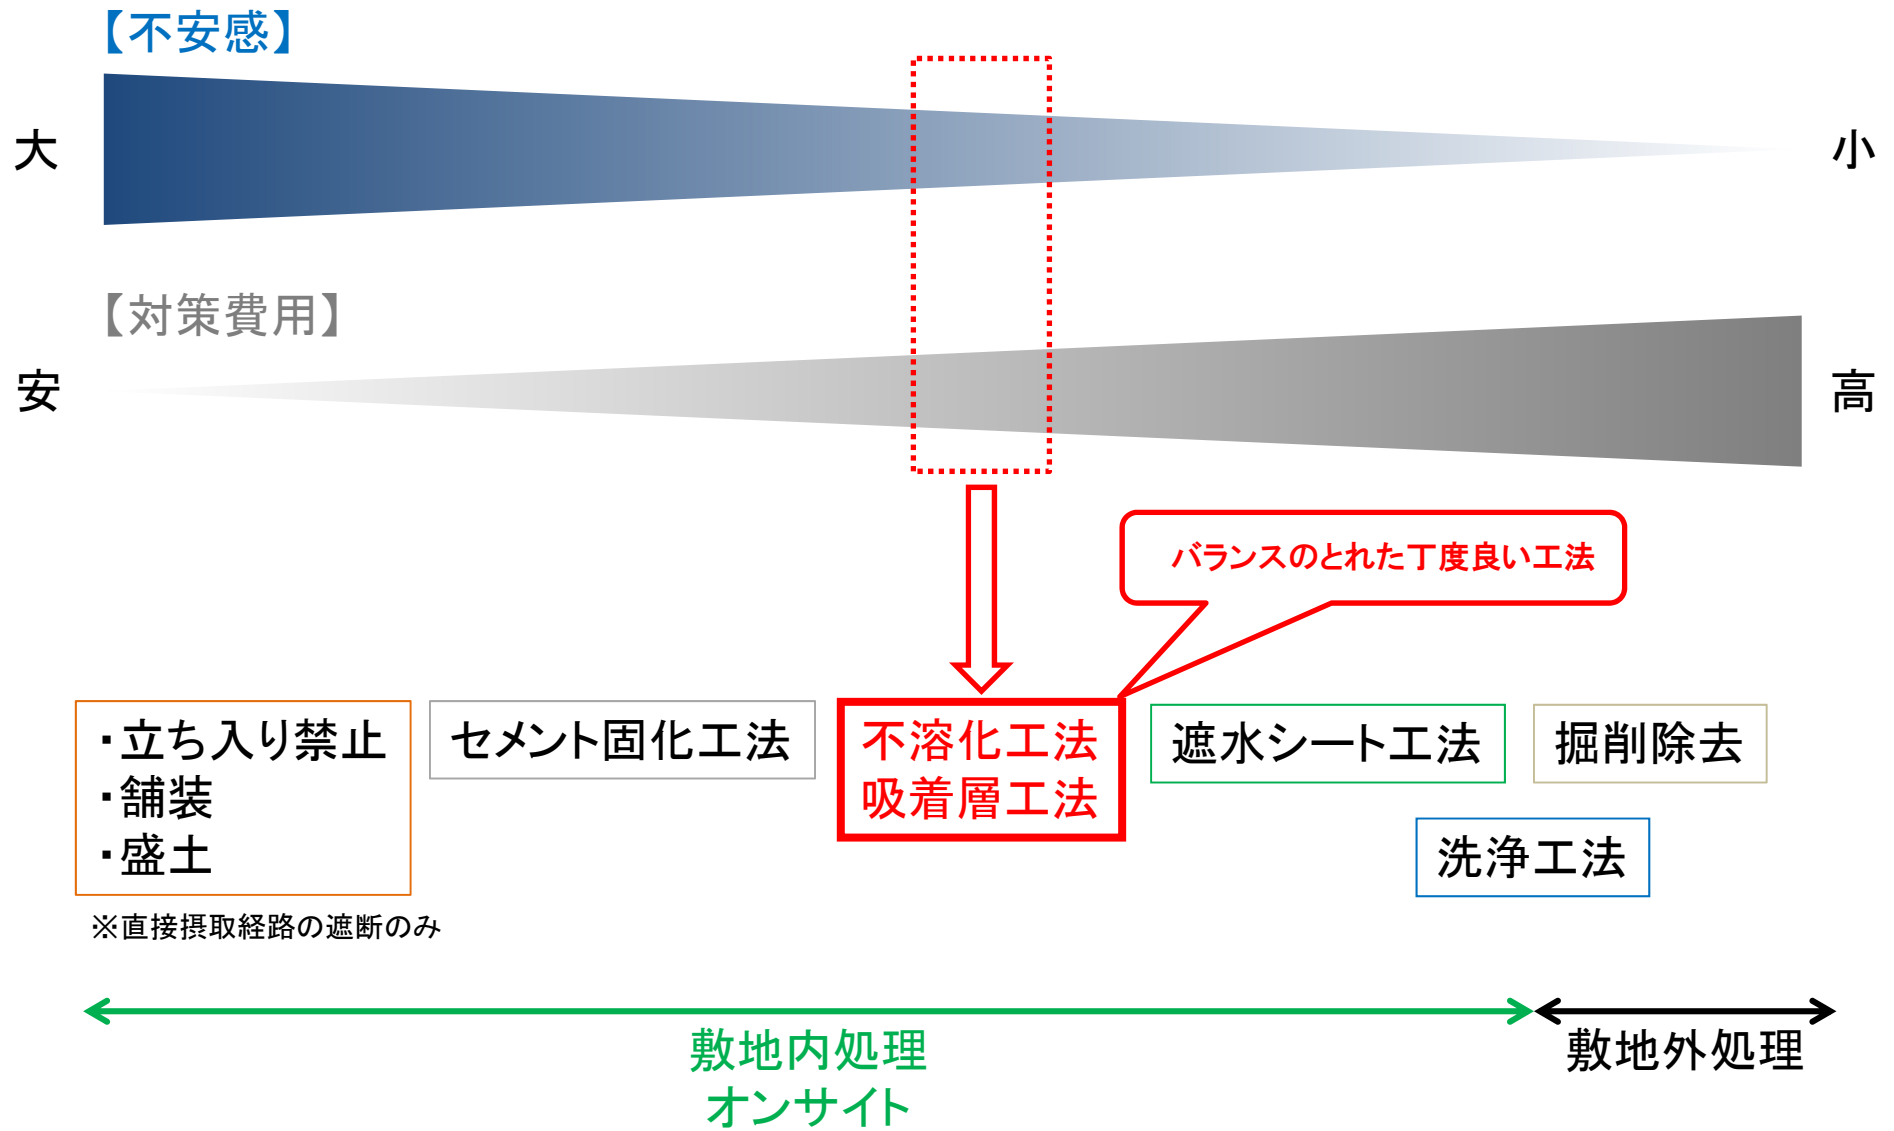 【不安感】
大
小
【対策費用】
安
高
バランスのとれた丁度良い工法
・立ち入り禁止
・舗装
・盛土
セメント固化工法
不溶化工法
吸着層工法
遮水シート工法
掘削除去
洗浄工法
※直接摂取経路の遮断のみ
敷地内処理
オンサイト
敷地外処理